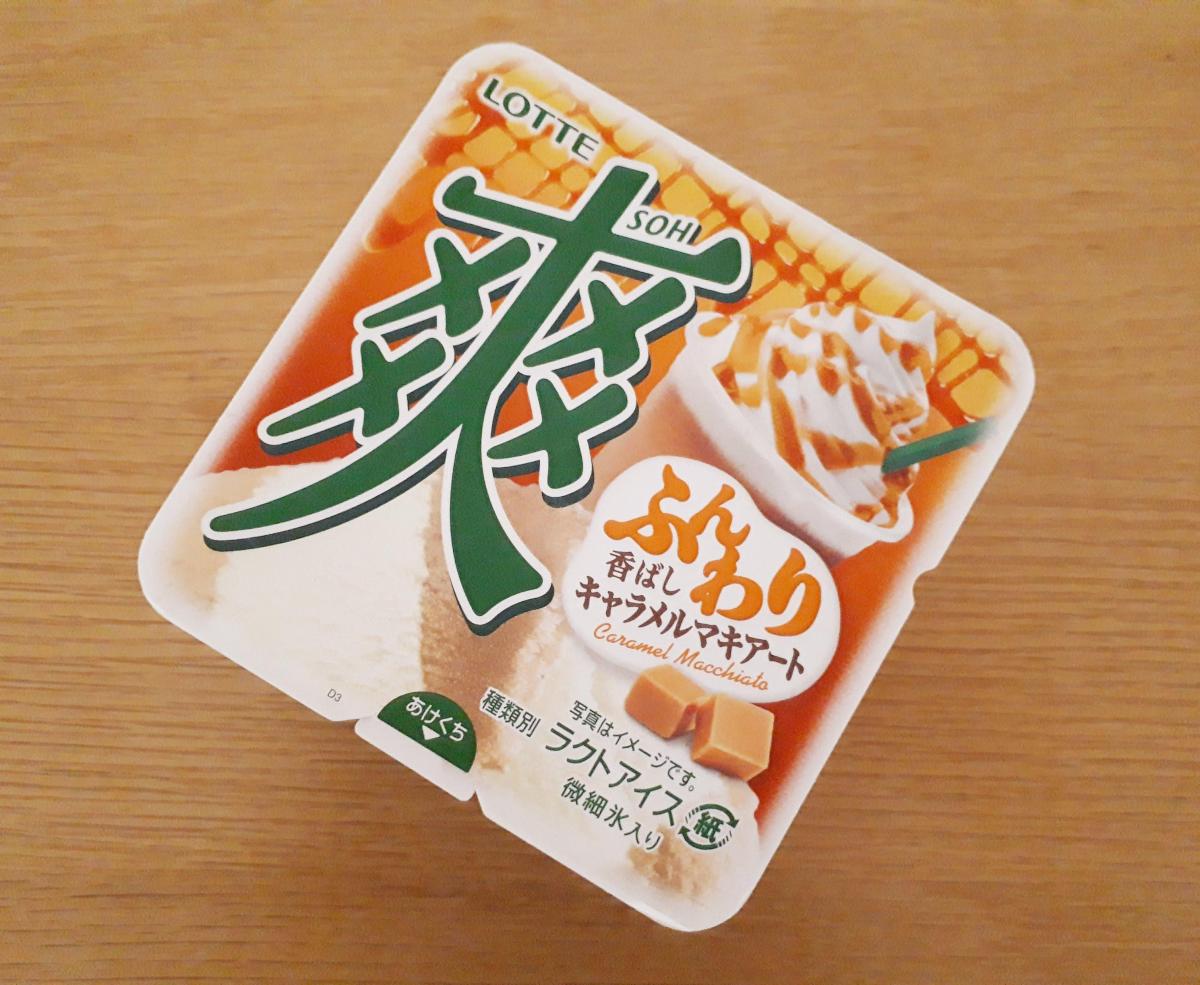 LOTTE
爽
SOH
ふんわり
香ばし
キャラメルマキアート
Caramel Macchiato
写真はイメージです。
種類別 ラクトアイス
微細氷入り
紙
あけくち
D3